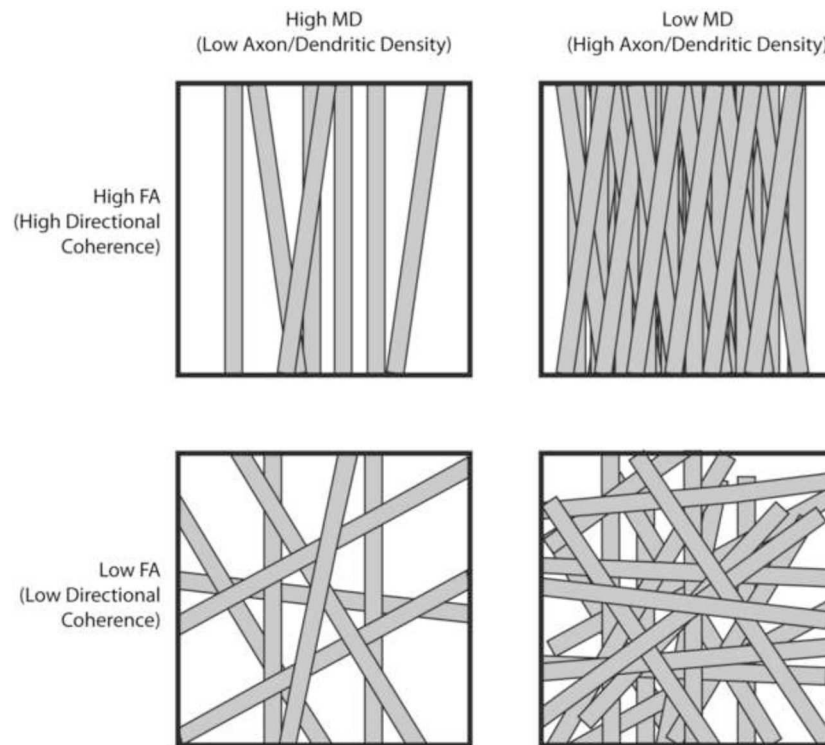 High MD
(Low Axon/Dendritic Density)
Low MD
(High Axon/Dendritic Density)
High FA
(High Directional
Coherence)
Low FA
(Low Directional
Coherence)